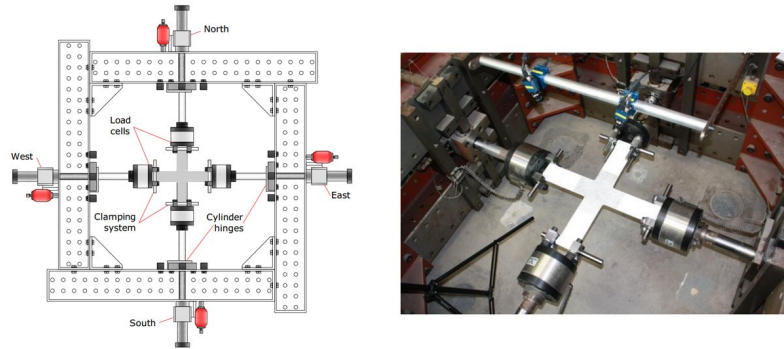 North
Load
cells
West
East
Clamping
system
Cylinder
hinges
South